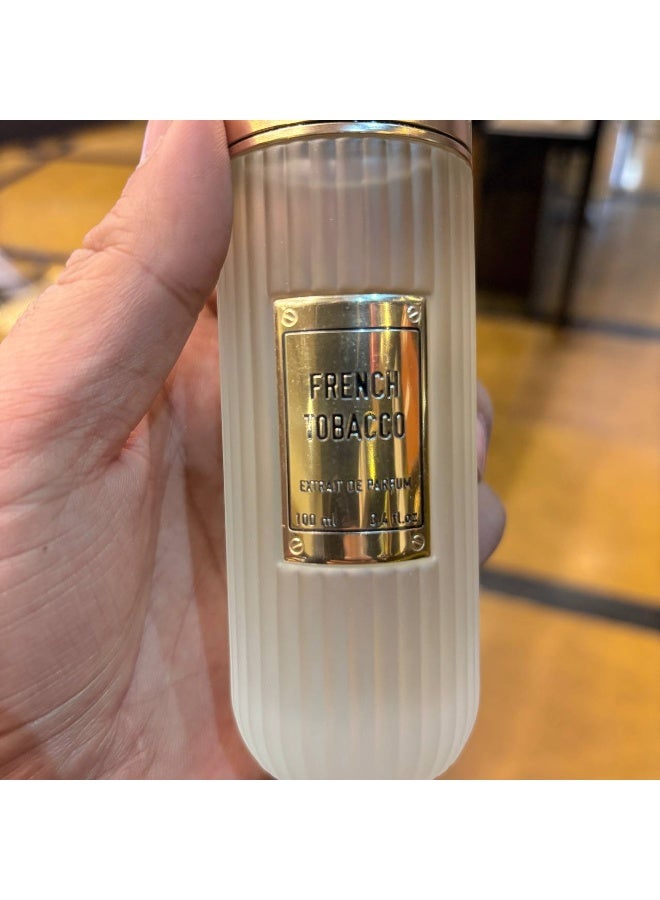 FRENCH
TOBACCO
EXTRAIT DE PARFUM
100 ml 3.4 fl.oz